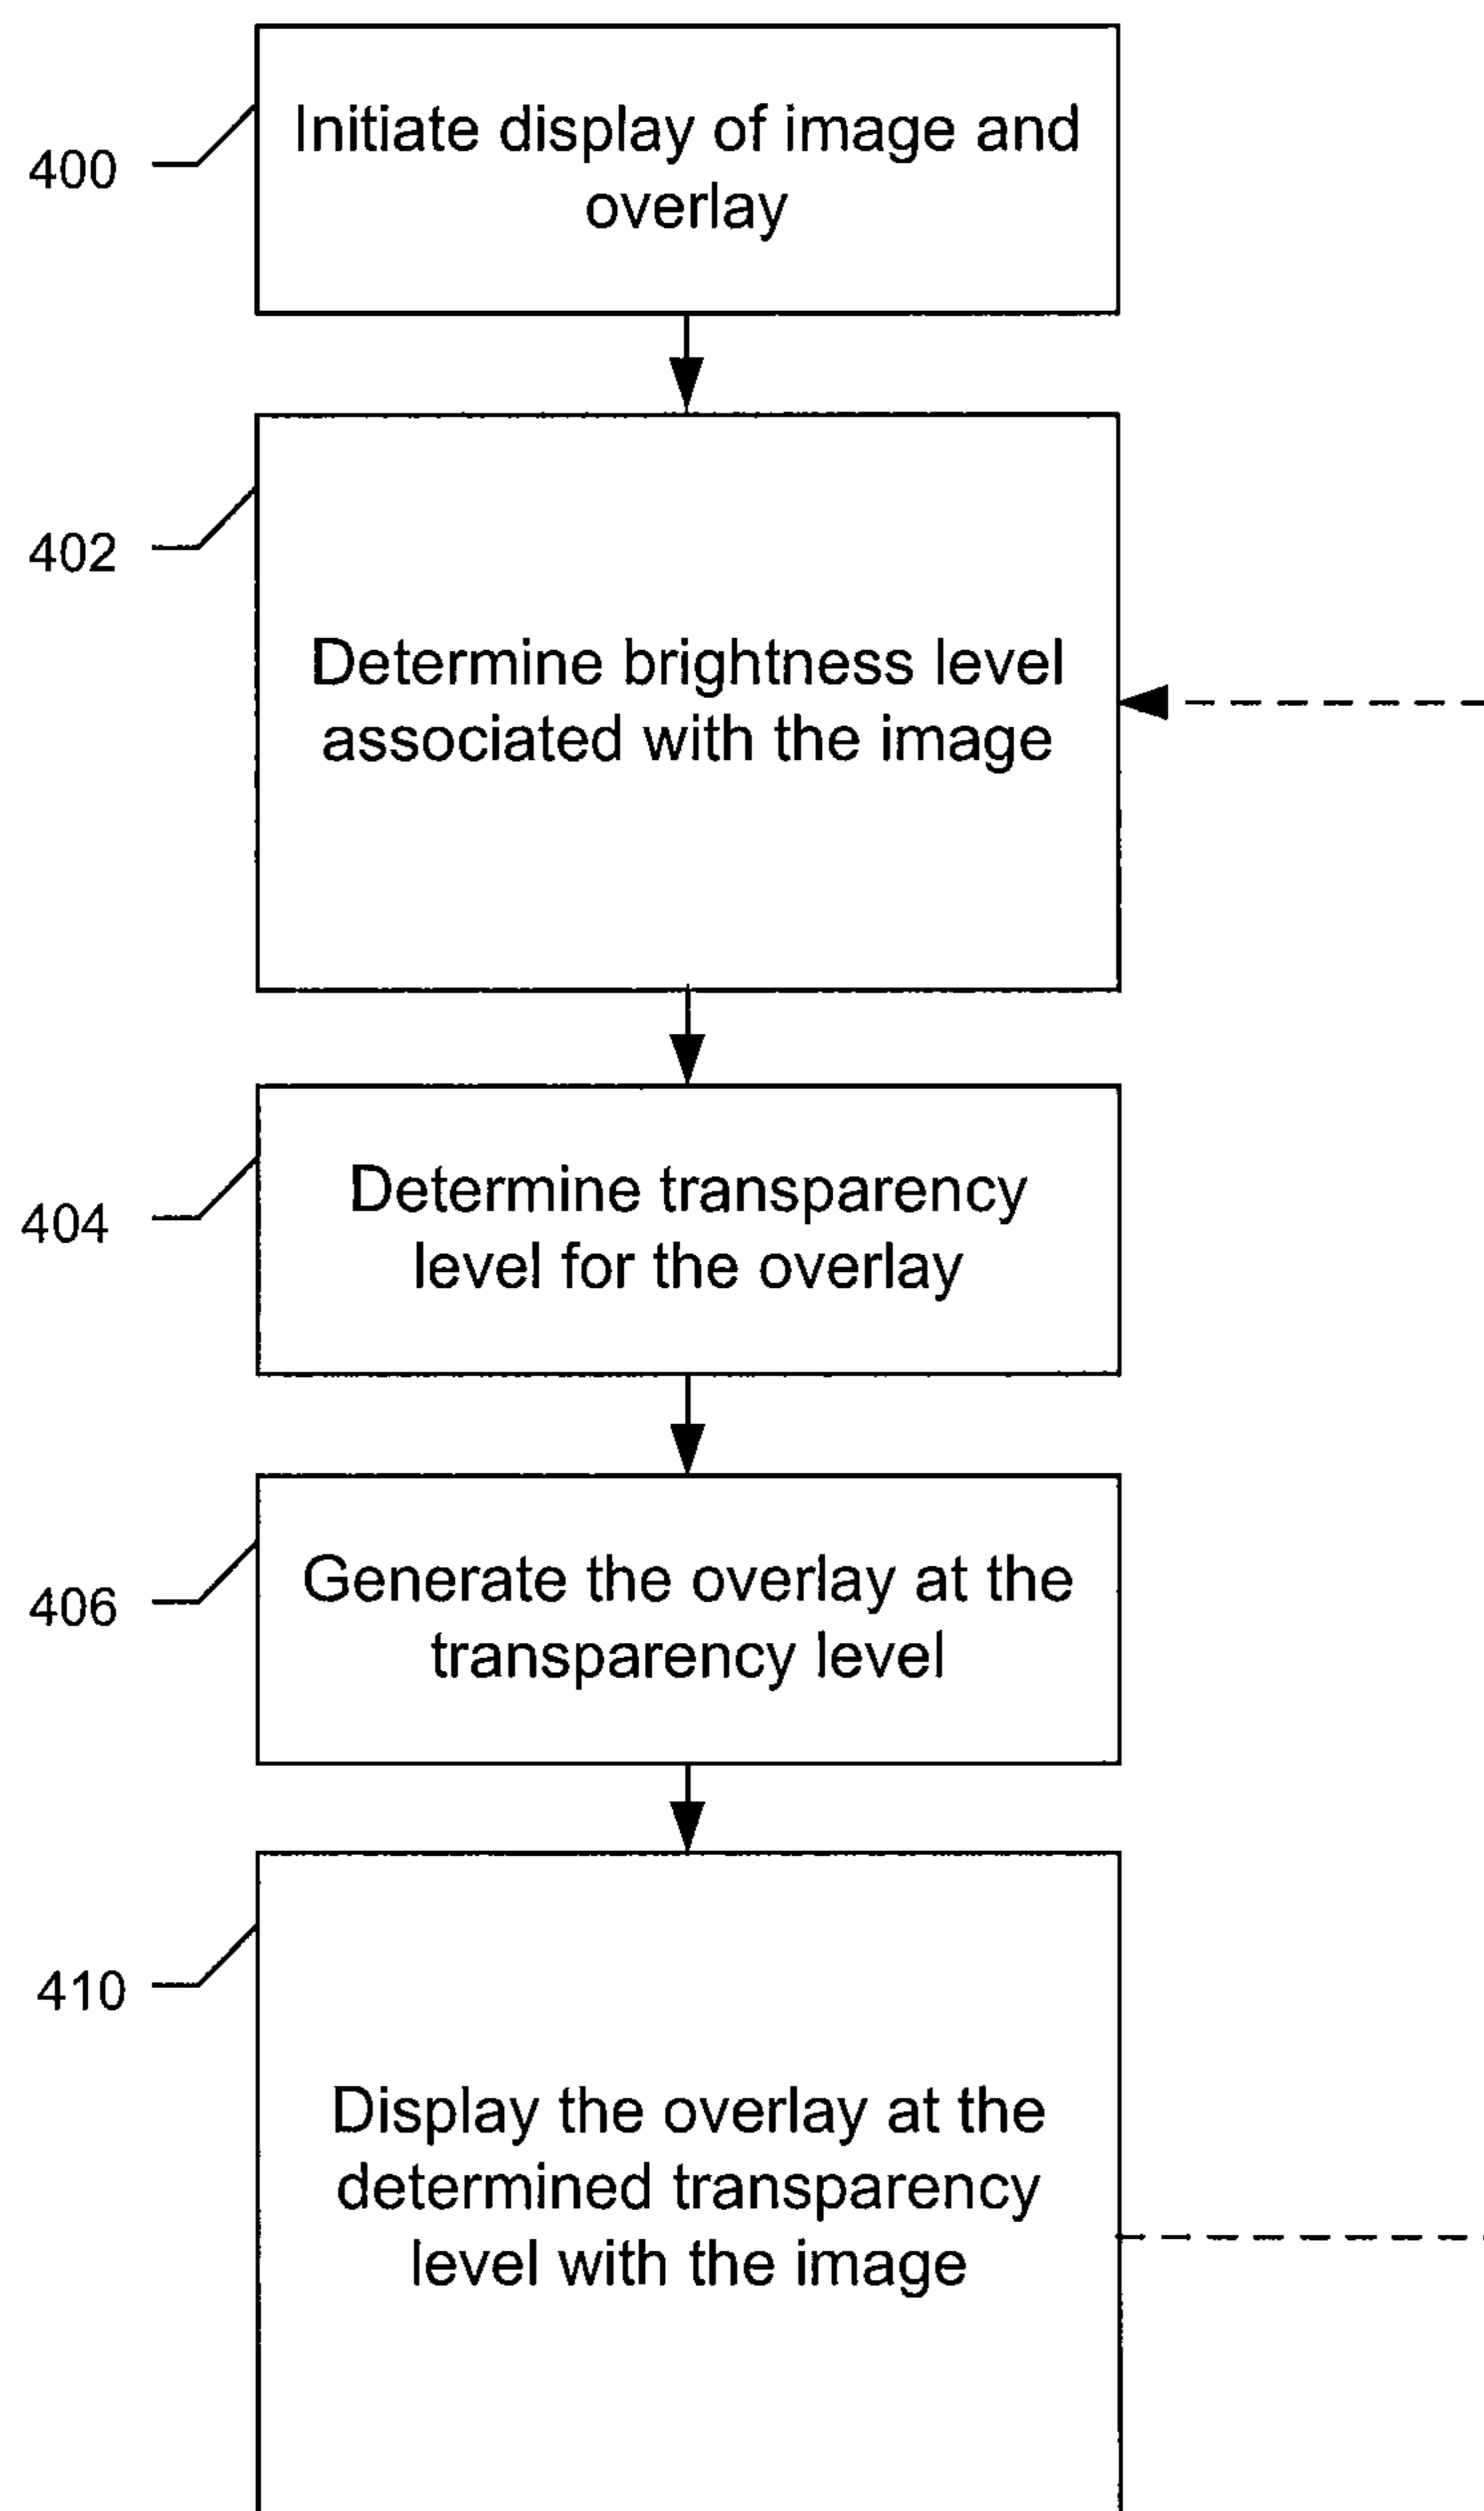 400
Initiate display of image and
overlay
402
Determine brightness level
associated with the image
404
Determine transparency
level for the overlay
406
Generate the overlay at the
transparency level
410
Display the overlay at the
determined transparency
level with the image